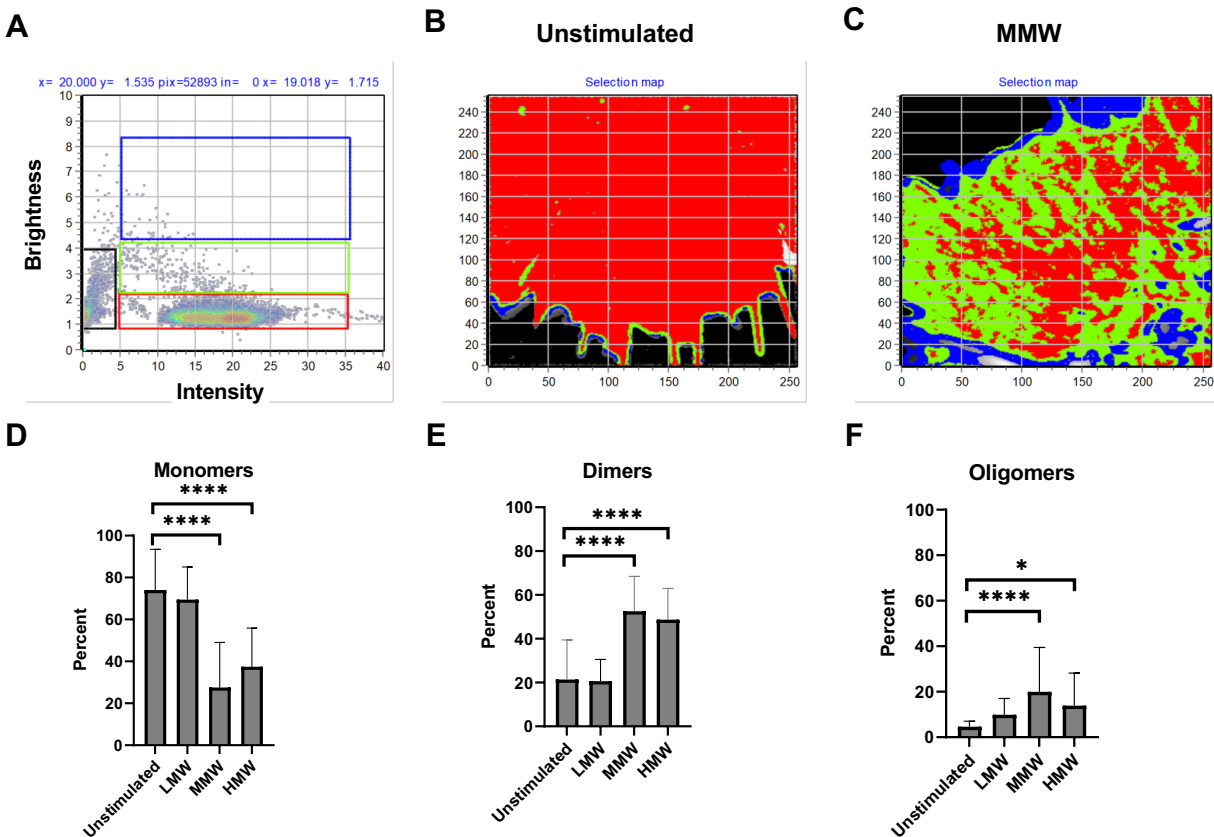 A
B
Unstimulated
C
MMW
x= 20.000 y= 1.535 pix=52893 in= 0 x= 19.018 y= 1.715
Selection map
Selection map
10
9
8
7
6
5
4
3
2
1
0
Brightness
0 5 10 15 20 25 30 35 40
Intensity
240
220
200
180
160
140
120
100
80
60
40
20
0
0 50 100 150 200 250
240
220
200
180
160
140
120
100
80
60
40
20
0
0 50 100 150 200 250
D
Monomers
****
****
100
80
60
40
20
0
Percent
Unstimulated
LMW
MMW
HMW
E
Dimers
****
****
100
80
60
40
20
0
Percent
Unstimulated
LMW
MMW
HMW
F
Oligomers
*
****
100
80
60
40
20
0
Percent
Unstimulated
LMW
MMW
HMW